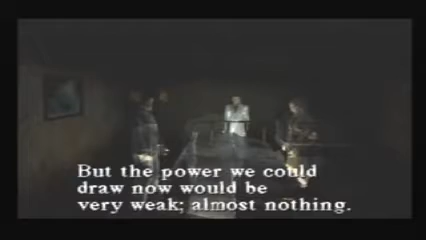 But the power we could
draw now would be
very weak; almost nothing.